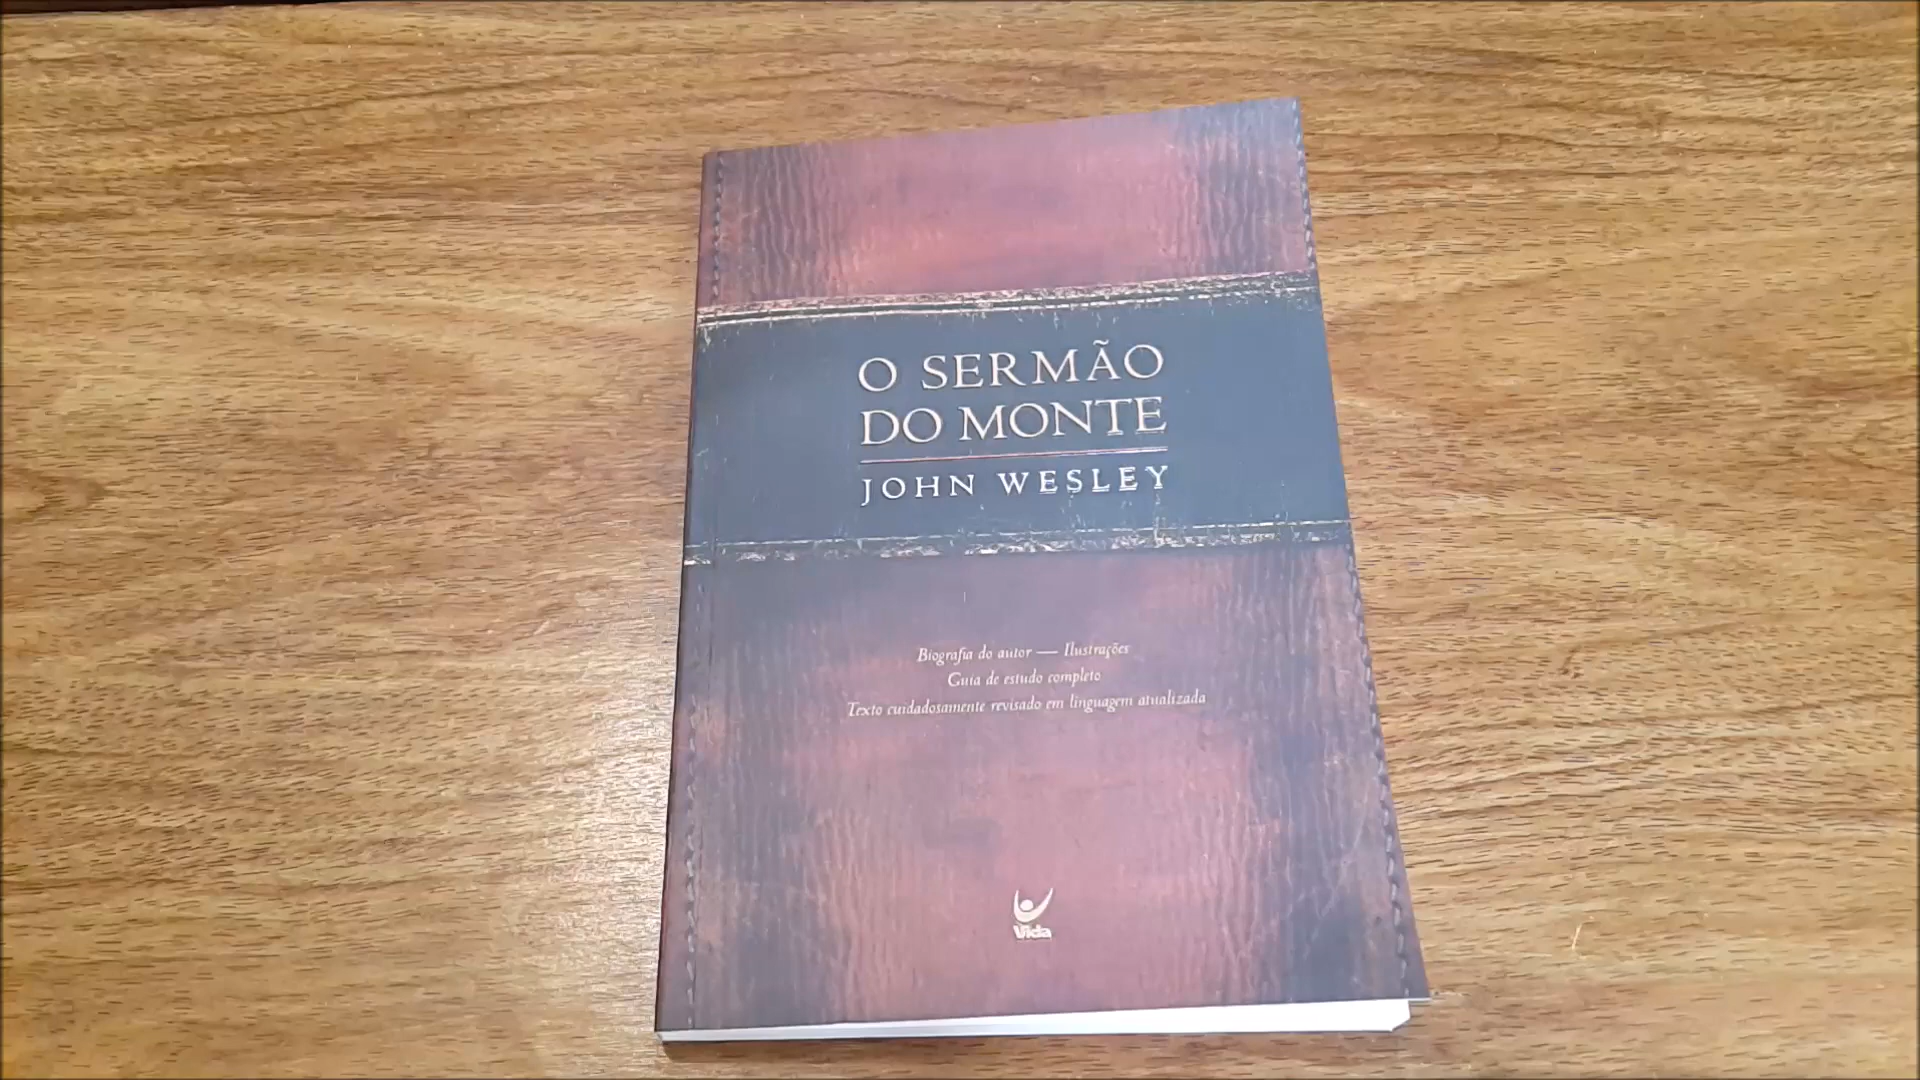 O SERMÃO
DO MONTE
JOHN WESLEY
Biografia do autor — Ilustrações
Guia de estudo completo
Texto cuidadosamente revisado em linguagem atualizada
Vida